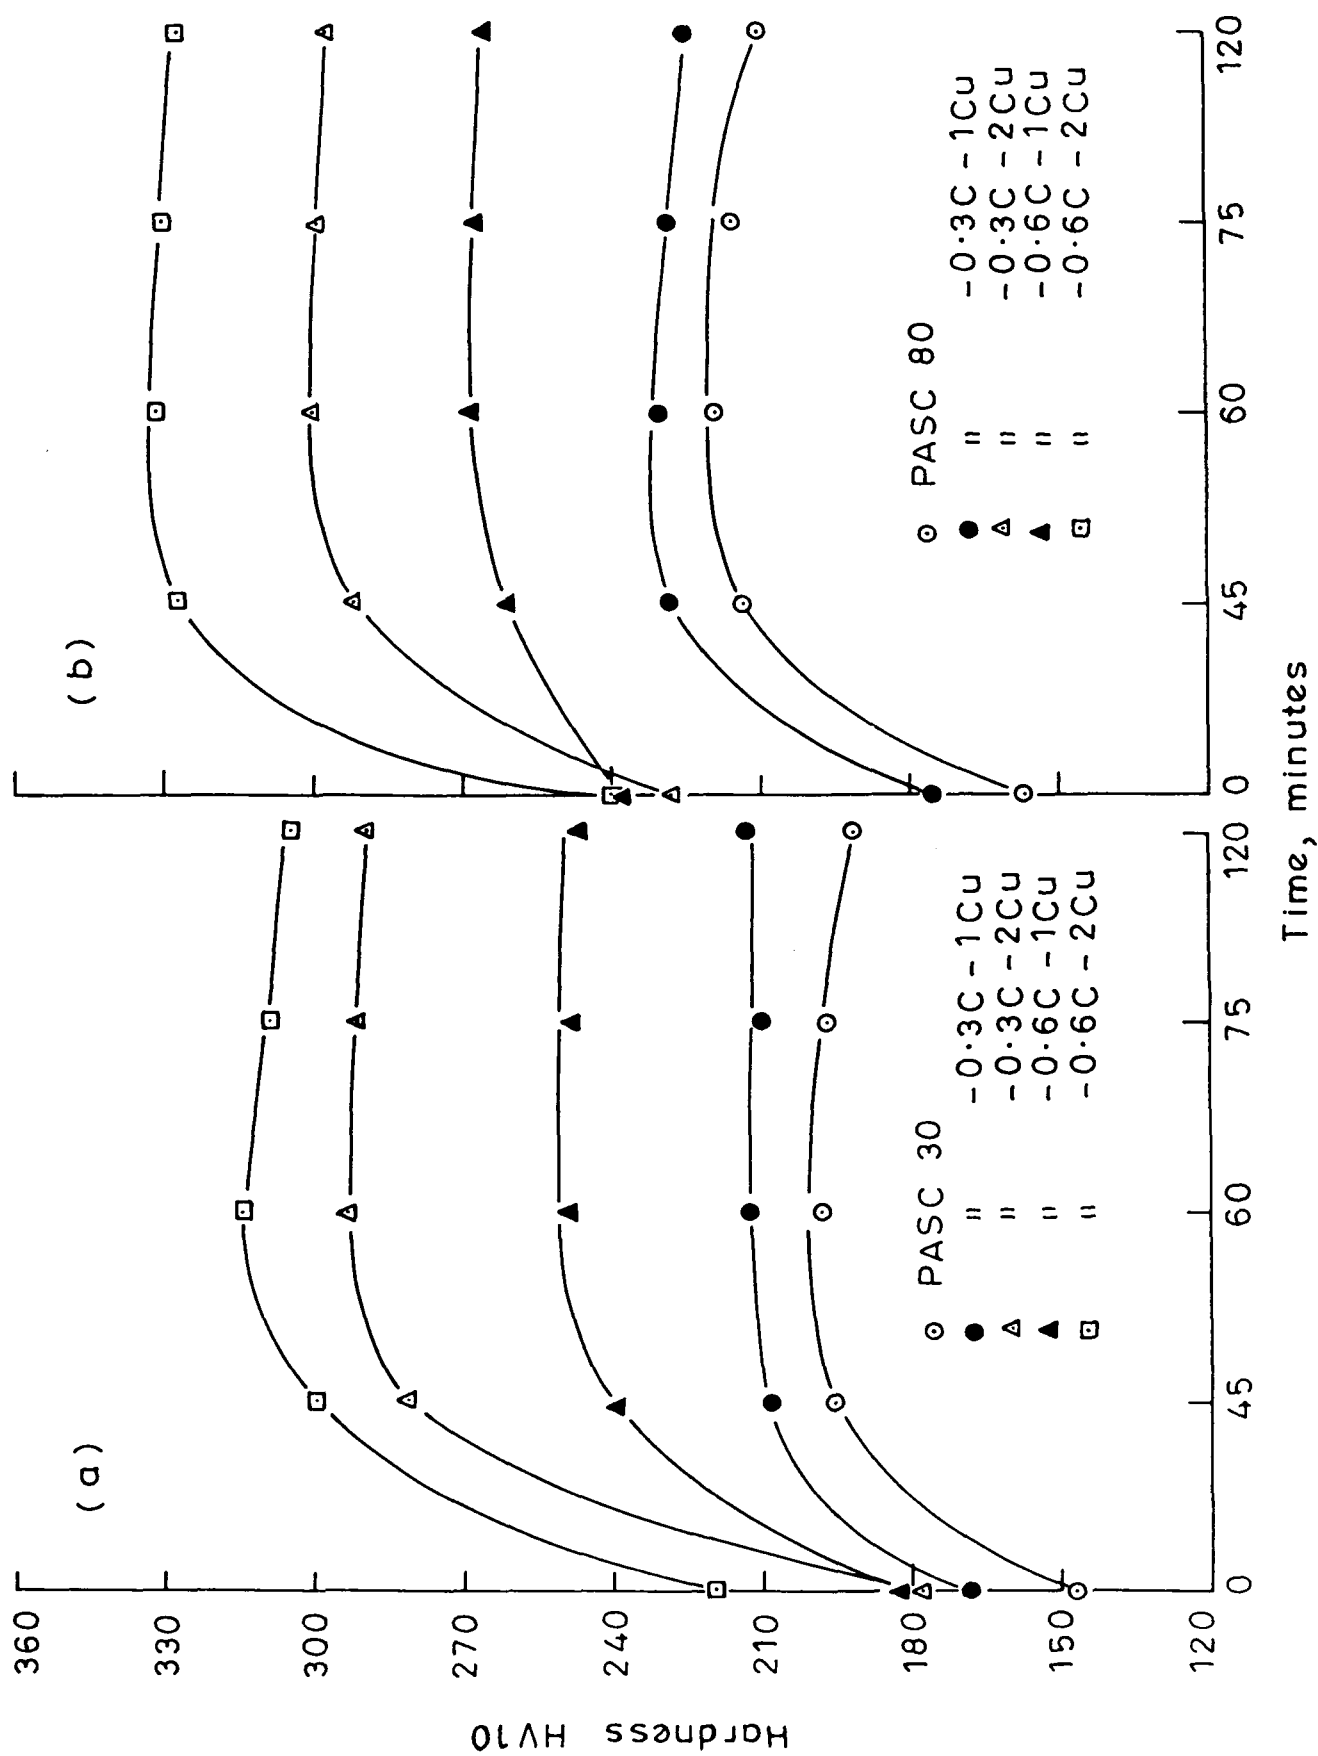 (a)
(b)
Hardness HV10
360
330
300
270
240
210
180
150
120
0
45
60
75
120
0
45
60
75
120
Time, minutes
PASC 30
" -0·3C-1Cu
" -0·3C-2Cu
" -0·6C-1Cu
" -0·6C-2Cu
PASC 80
" -0·3C-1Cu
" -0·3C-2Cu
" -0·6C-1Cu
" -0·6C-2Cu